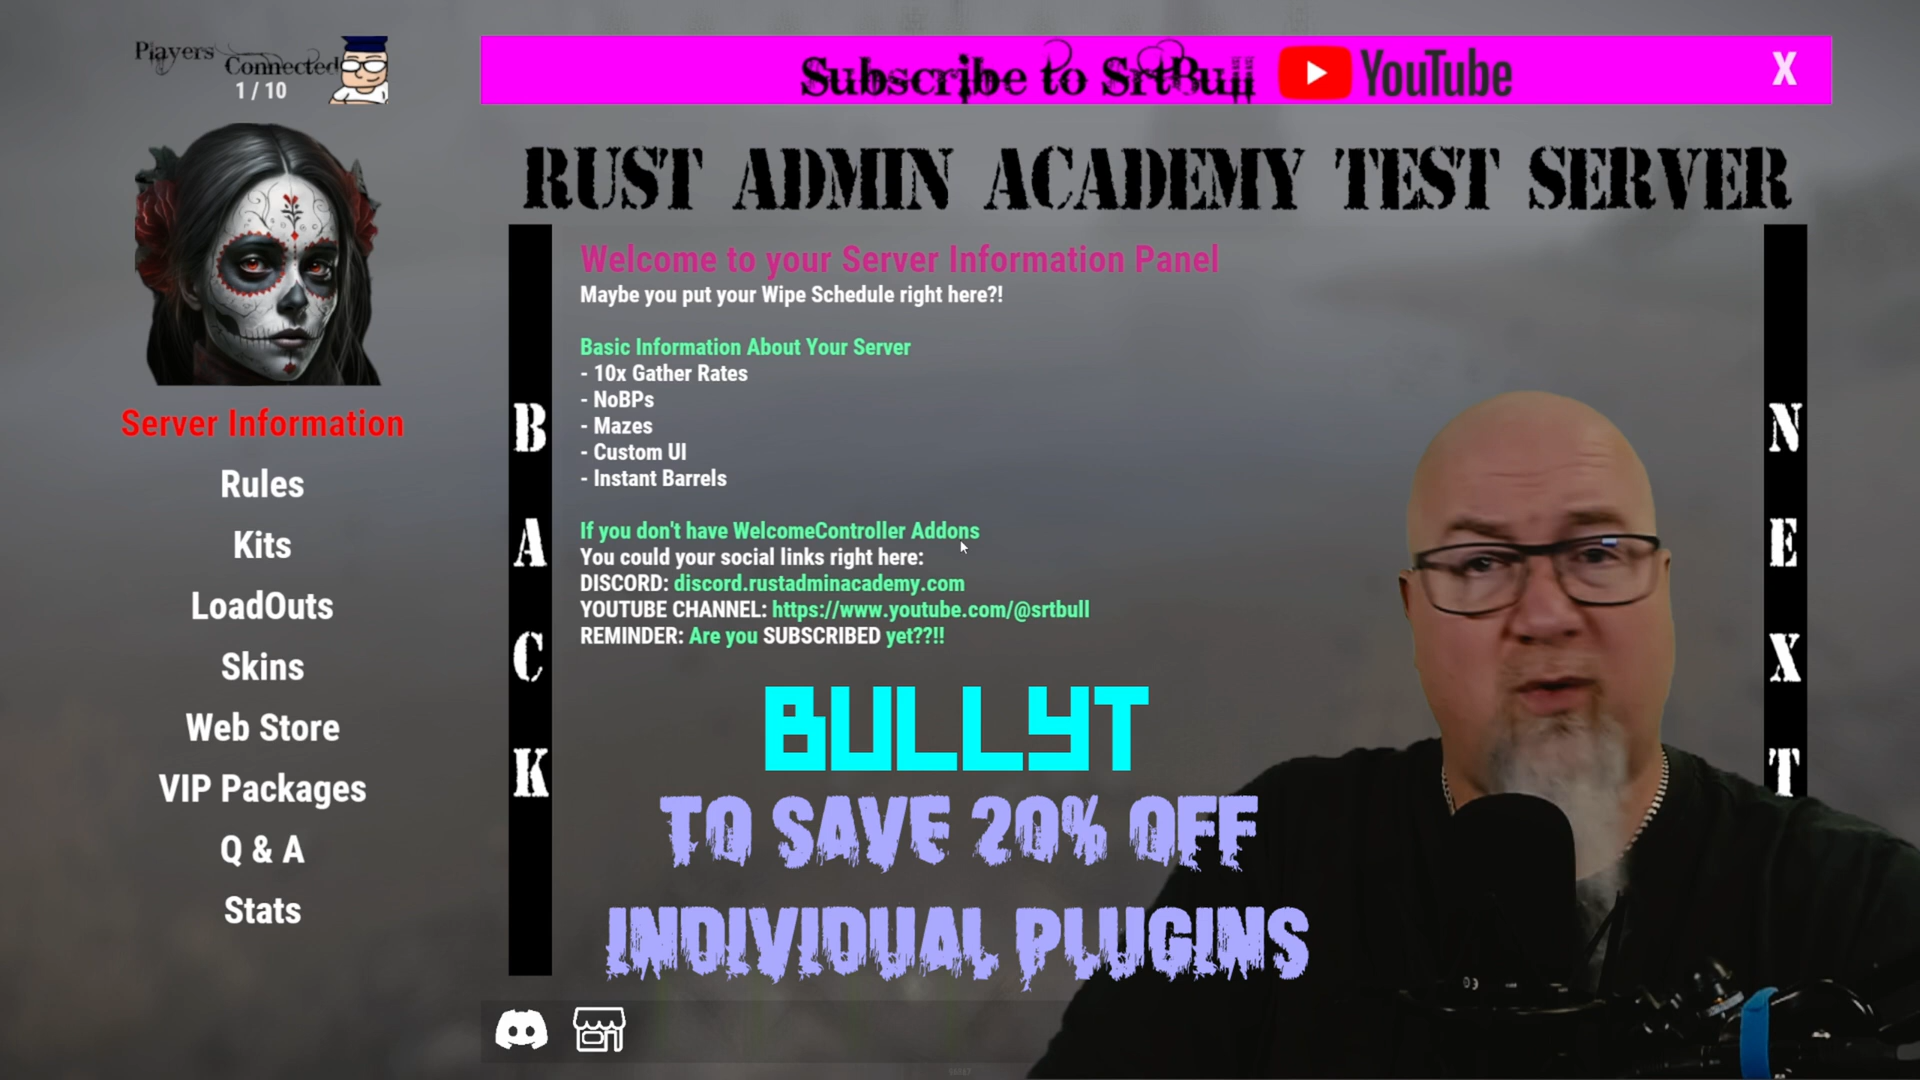 Players Connected
1 / 10
Subscribe to SrtBull YouTube X
RUST ADMIN ACADEMY TEST SERVER
Server Information
Rules
Kits
LoadOuts
Skins
Web Store
VIP Packages
Q & A
Stats
BACK
Welcome to your Server Information Panel
Maybe you put your Wipe Schedule right here?!
Basic Information About Your Server
- 10x Gather Rates
- NoBPs
- Mazes
- Custom UI
- Instant Barrels
If you don't have WelcomeController Addons
You could your social links right here:
DISCORD: discord.rustadminacademy.com
YOUTUBE CHANNEL: https://www.youtube.com/@srtbull
REMINDER: Are you SUBSCRIBED yet??!!
BULLYT
TO SAVE 20% OFF
INDIVIDUAL PLUGINS
NEXT